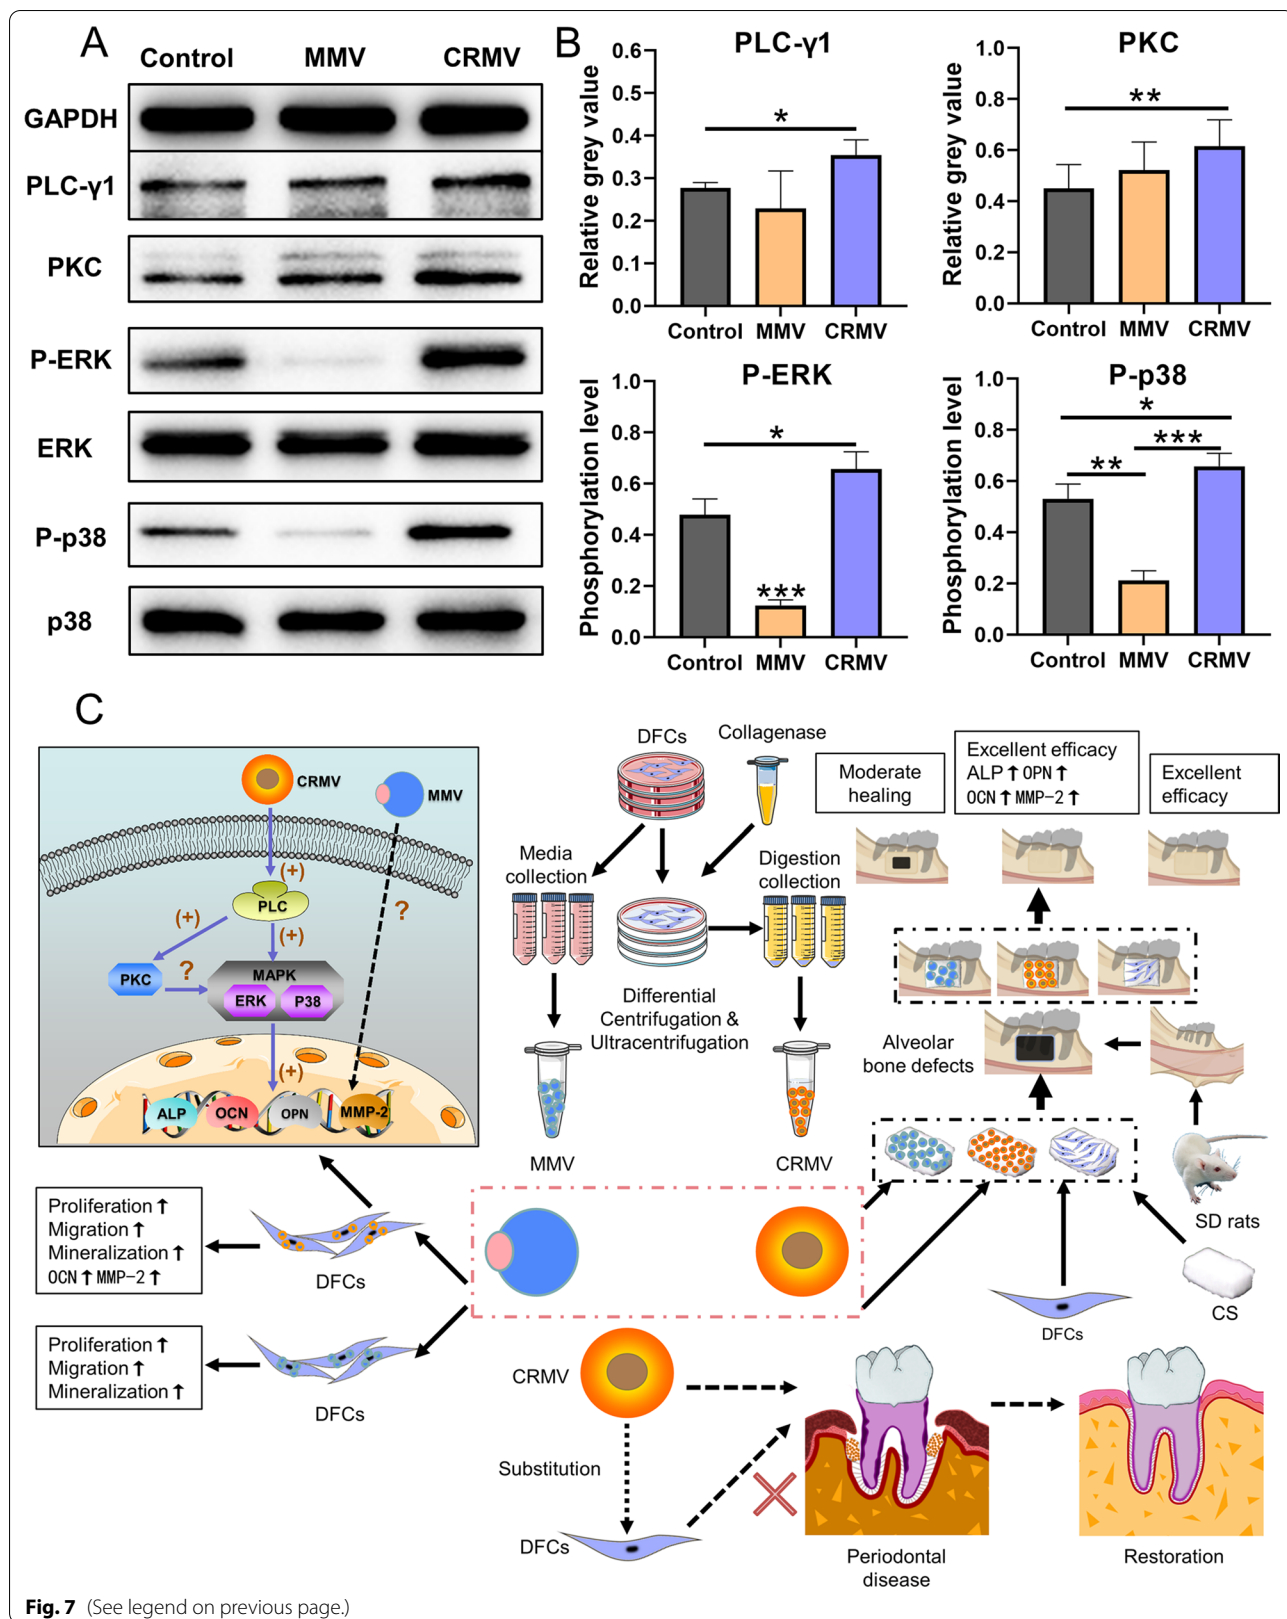 A
Control MMV CRMV
GAPDH
PLC-γ1
PKC
P-ERK
ERK
P-p38
p38
B
PLC-γ1
Relative grey value
0.6
0.5
0.4
0.3
0.2
0.1
0.0
*
Control MMV CRMV
PKC
Relative grey value
1.0
0.8
0.6
0.4
0.2
0.0
**
Control MMV CRMV
P-ERK
Phosphorylation level
1.0
0.8
0.6
0.4
0.2
0.0
*
***
Control MMV CRMV
P-p38
Phosphorylation level
1.0
0.8
0.6
0.4
0.2
0.0
*
***
**
Control MMV CRMV
C
CRMV
MMV
(+)
PLC
(+)
(+)
?
PKC
?
MAPK
ERK P38
(+)
ALP OCN OPN MMP-2
DFCs
Collagenase
Media
collection
Digestion
collection
Differential
Centrifugation &
Ultracentrifugation
MMV
CRMV
Moderate
healing
Excellent efficacy
ALP↑OPN↑
OCN↑MMP-2↑
Excellent
efficacy
Alveolar
bone defects
SD rats
CS
DFCs
Proliferation↑
Migration↑
Mineralization↑
OCN↑MMP-2↑
DFCs
Proliferation↑
Migration↑
Mineralization↑
DFCs
CRMV
Substitution
DFCs
Periodontal
disease
Restoration
Fig. 7 (See legend on previous page.)